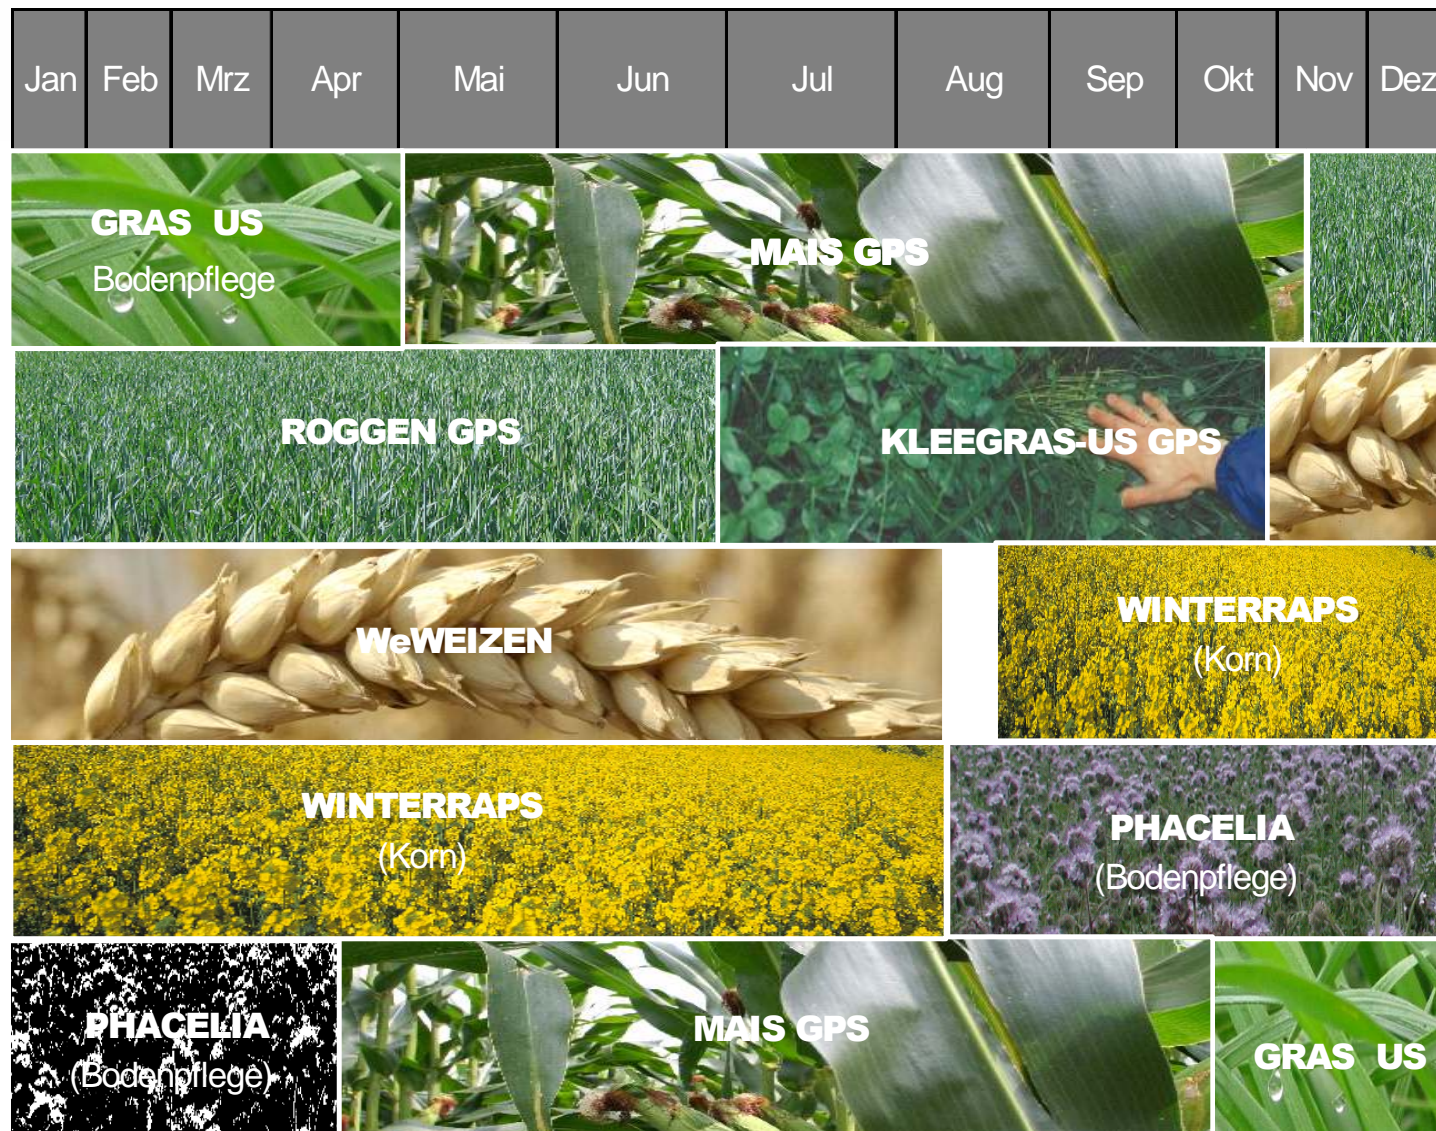 Jan Feb Mrz Apr Mai Jun Jul Aug Sep Okt Nov Dez
GRAS US
Bodenpflege
MAIS GPS
ROGGEN GPS
KLEEGRAS-US GPS
WeWEIZEN
WINTERRAPS
(Korn)
WINTERRAPS
(Korn)
PHACELIA
(Bodenpflege)
PHACELIA
(Bodenpflege)
MAIS GPS
GRAS US